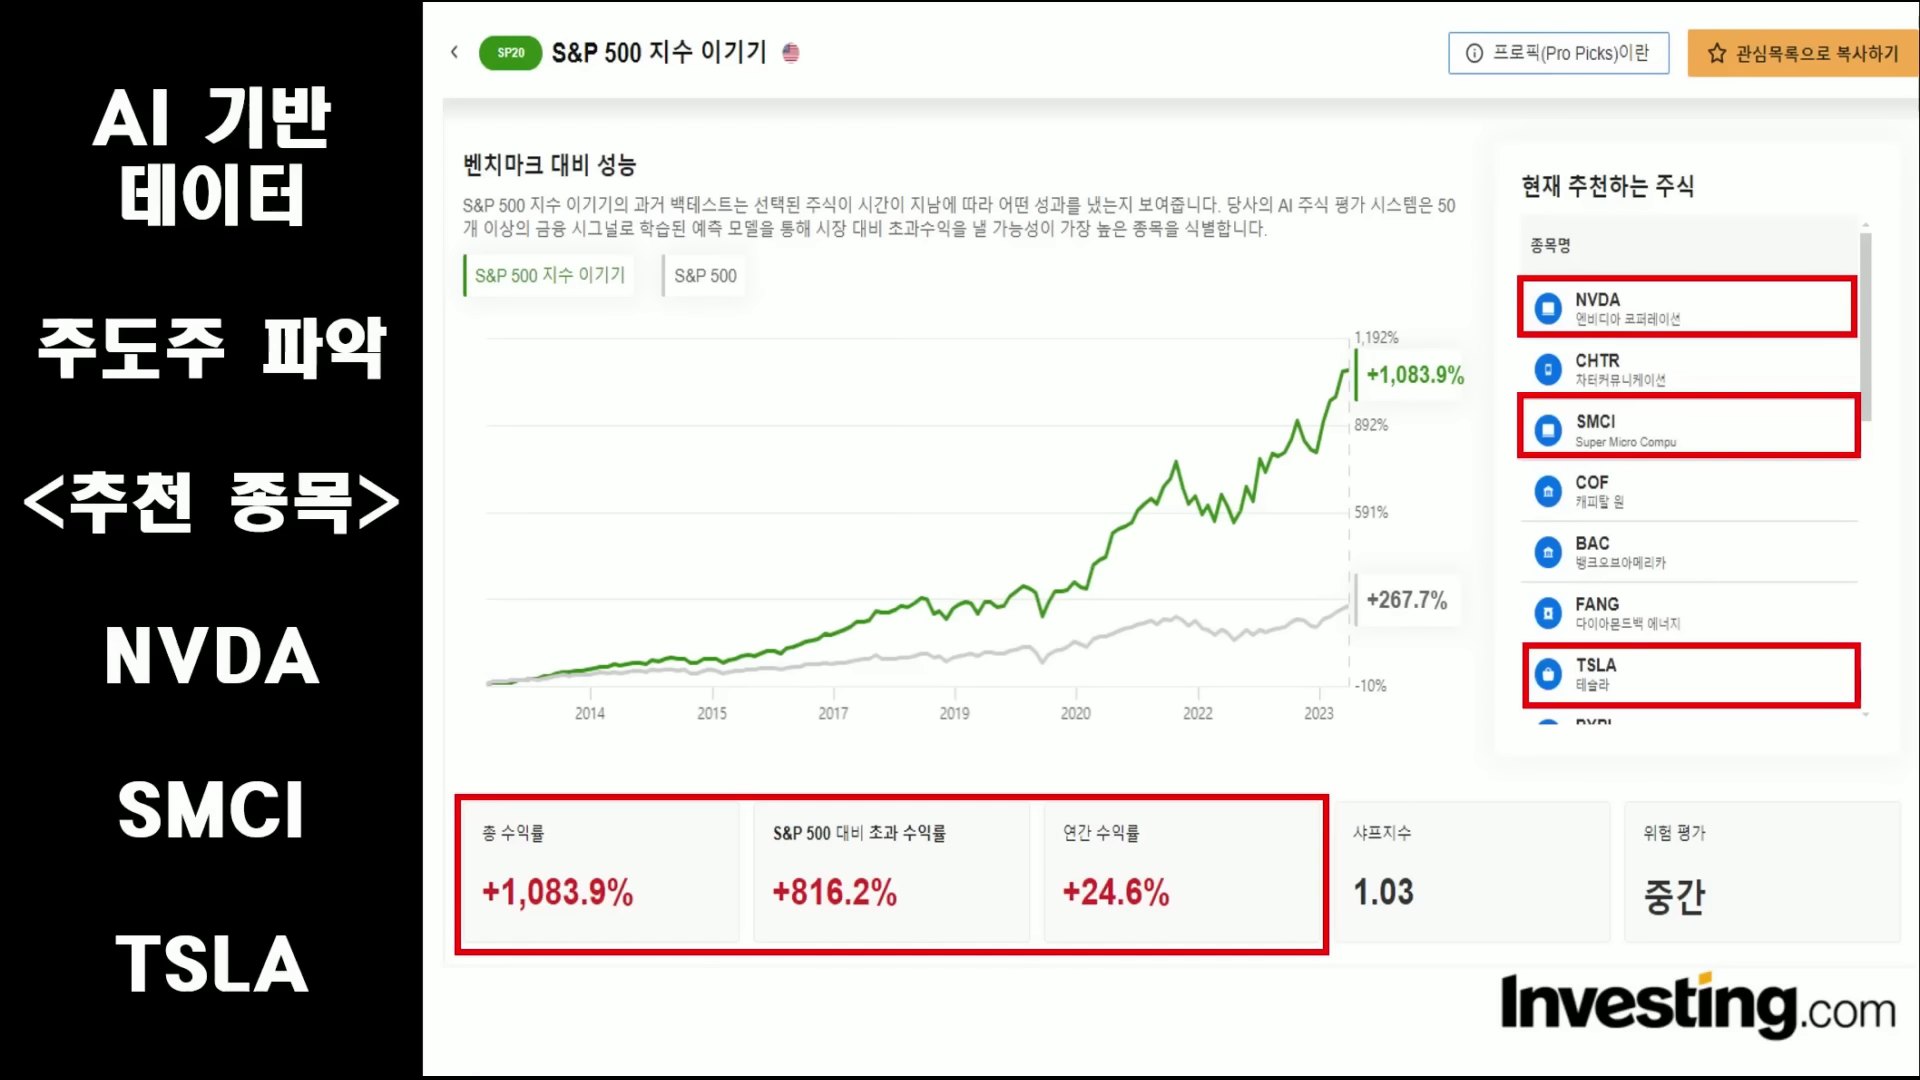 AI 기반
데이터
주도주 파악
<추천 종목>
NVDA
SMCI
TSLA
SP20
S&P 500 지수 이기기
프로픽(Pro Picks)이란
관심목록으로 복사하기
벤치마크 대비 성능
S&P 500 지수 이기기의 과거 백테스트는 선택된 주식이 시간이 지남에 따라 어떤 성과를 냈는지 보여줍니다. 당사의 AI 주식 평가 시스템은 50
개 이상의 금융 시그널로 학습된 예측 모델을 통해 시장 대비 초과수익을 낼 가능성이 가장 높은 종목을 식별합니다.
S&P 500 지수 이기기
S&P 500
1,192%
+1,083.9%
892%
591%
+267.7%
-10%
2014
2015
2017
2019
2020
2022
2023
현재 추천하는 주식
종목명
NVDA
엔비디아 코퍼레이션
CHTR
차터커뮤니케이션
SMCI
Super Micro Compu
COF
캐피탈 원
BAC
뱅크오브아메리카
FANG
다이아몬드백 에너지
TSLA
테슬라
총 수익률
+1,083.9%
S&P 500 대비 초과 수익률
+816.2%
연간 수익률
+24.6%
샤프지수
1.03
위험 평가
중간
Investing.com